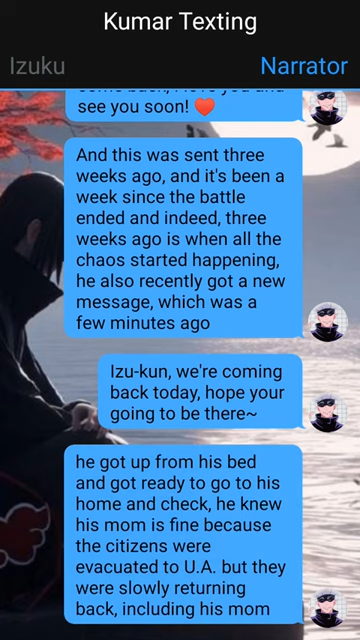 Kumar Texting
Izuku
Narrator
come back, I love you and
see you soon! ❤️
And this was sent three
weeks ago, and it's been a
week since the battle
ended and indeed, three
weeks ago is when all the
chaos started happening,
he also recently got a new
message, which was a
few minutes ago
Izu-kun, we're coming
back today, hope your
going to be there~
he got up from his bed
and got ready to go to his
home and check, he knew
his mom is fine because
the citizens were
evacuated to U.A. but they
were slowly returning
back, including his mom